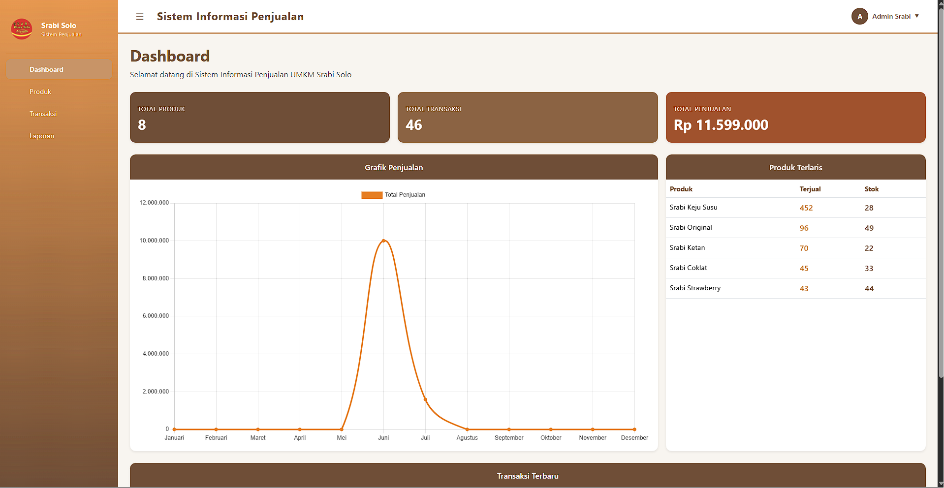 Srabi Solo
Sistem Penjualan
Dashboard
Produk
Transaksi
Laporan
☰ Sistem Informasi Penjualan
A Admin Srabi ▼
Dashboard
Selamat datang di Sistem Informasi Penjualan UMKM Srabi Solo
TOTAL PRODUK
8
TOTAL TRANSAKSI
46
TOTAL PENJUALAN
Rp 11.599.000
Grafik Penjualan
Total Penjualan
12.000.000
10.000.000
8.000.000
6.000.000
4.000.000
2.000.000
0
Januari Februari Maret April Mei Juni Juli Agustus September Oktober November Desember
Produk Terlaris
Produk Terjual Stok
Srabi Keju Susu 452 28
Srabi Original 96 49
Srabi Ketan 70 22
Srabi Coklat 45 33
Srabi Strawberry 43 44
Transaksi Terbaru